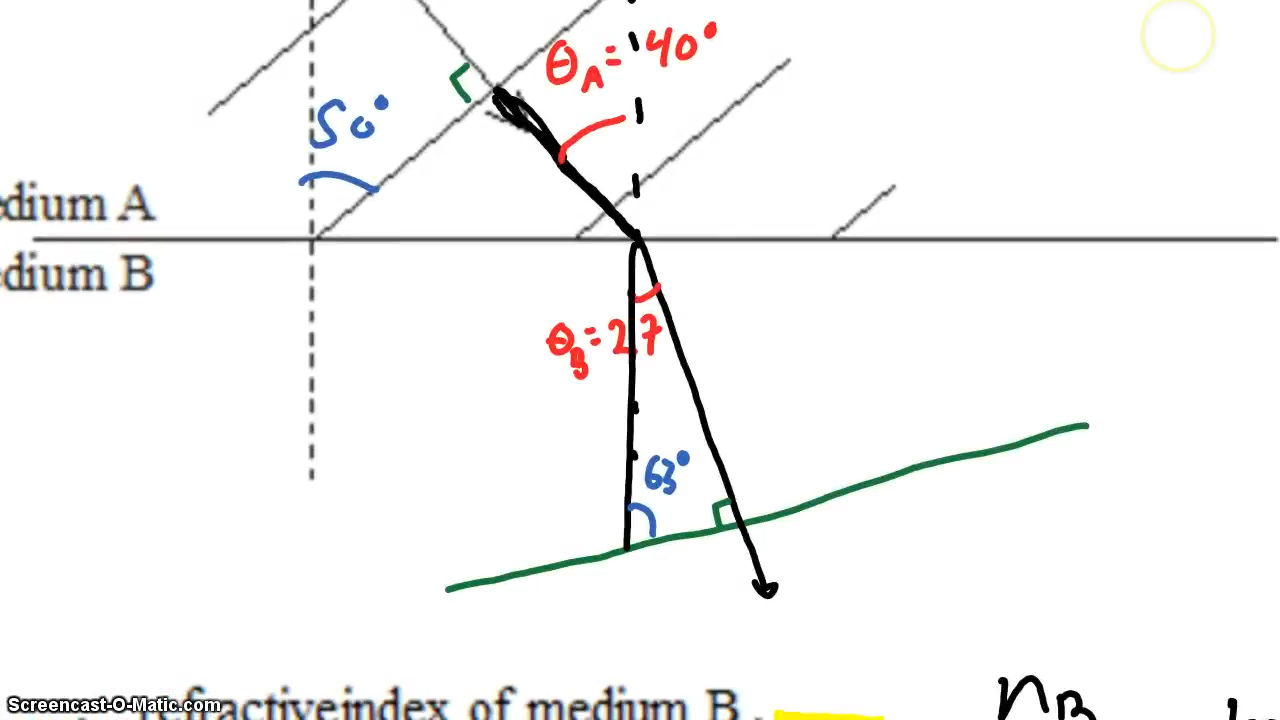 θA = 40°
50°
edium A
edium B
θB = 27
63°
refractiveindex of medium B .
nB
Screencast-O-Matic.com